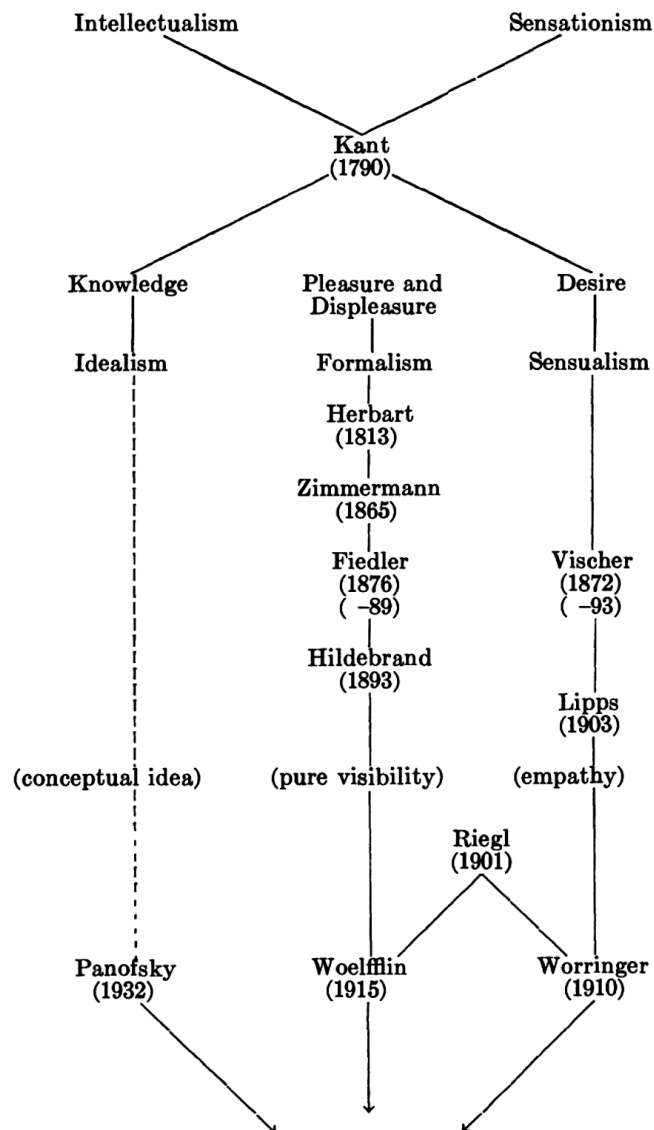 Intellectualism
Sensationism
Kant
(1790)
Knowledge
Pleasure and
Displeasure
Desire
Idealism
Formalism
Sensualism
Herbart
(1813)
Zimmermann
(1865)
Fiedler
(1876)
( –89)
Vischer
(1872)
( –93)
Hildebrand
(1893)
Lipps
(1903)
(conceptual idea)
(pure visibility)
(empathy)
Riegl
(1901)
Panofsky
(1932)
Woelfflin
(1915)
Worringer
(1910)